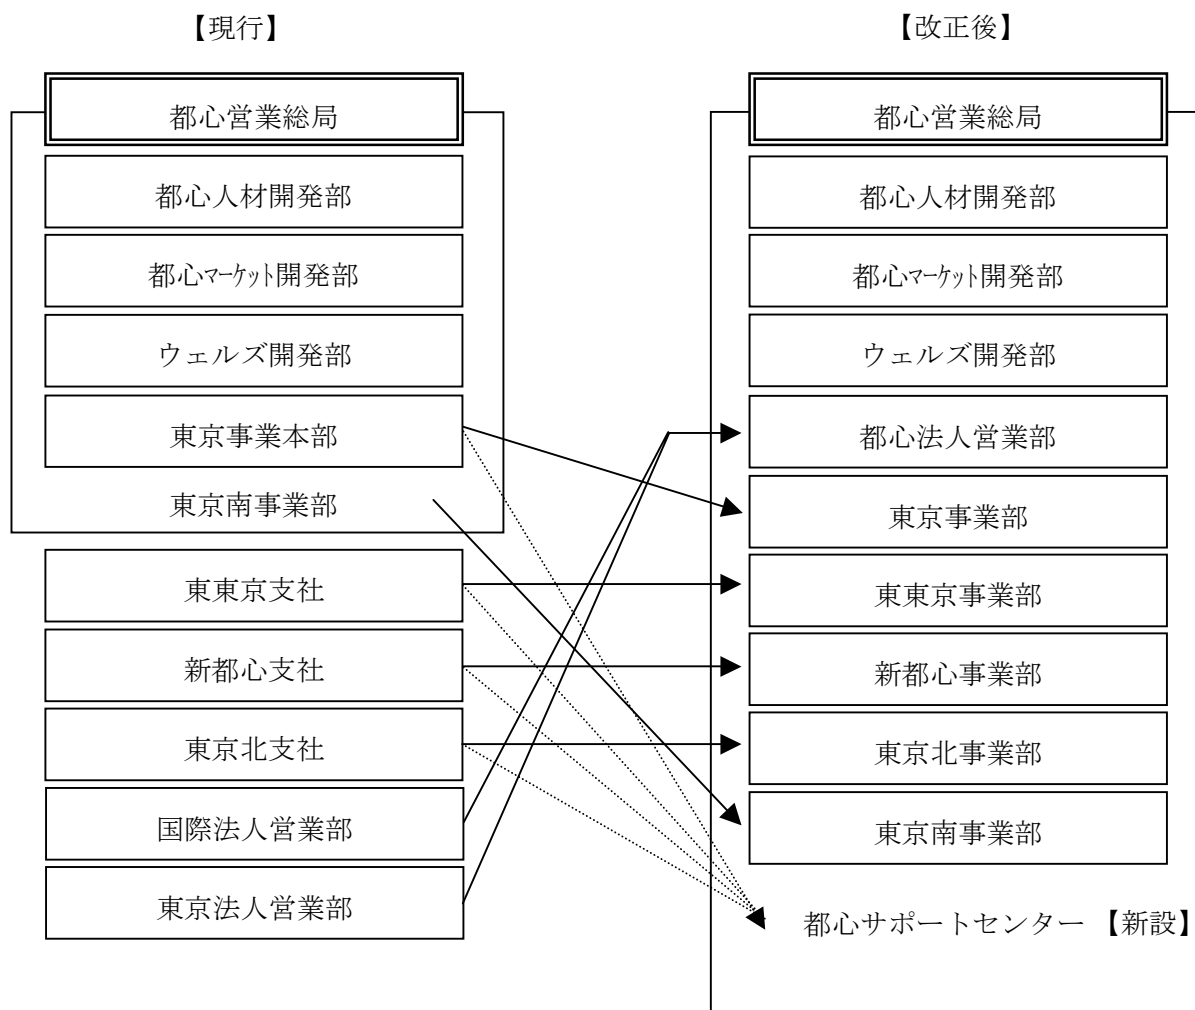 【現行】
都心営業総局
都心人材開発部
都心ﾏｰｹｯﾄ開発部
ウェルズ開発部
東京事業本部
東京南事業部
東東京支社
新都心支社
東京北支社
国際法人営業部
東京法人営業部
【改正後】
都心営業総局
都心人材開発部
都心ﾏｰｹｯﾄ開発部
ウェルズ開発部
都心法人営業部
東京事業部
東東京事業部
新都心事業部
東京北事業部
東京南事業部
都心サポートセンター 【新設】